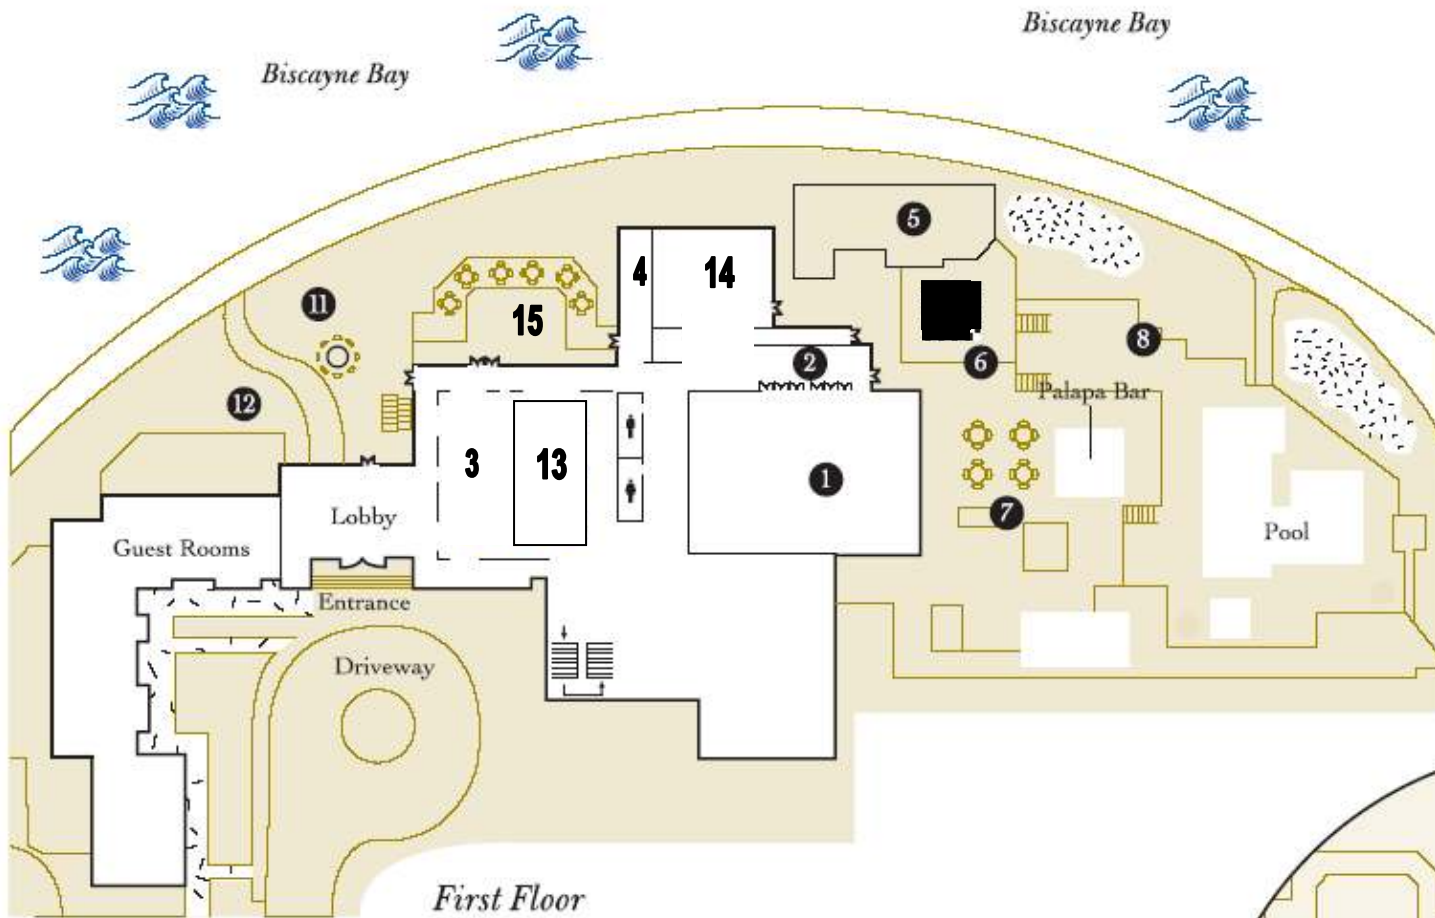 Biscayne Bay
Biscayne Bay
5
4
14
11
15
8
2
6
12
Palapa Bar
3
13
1
7
Lobby
Pool
Guest Rooms
Entrance
Driveway
First Floor